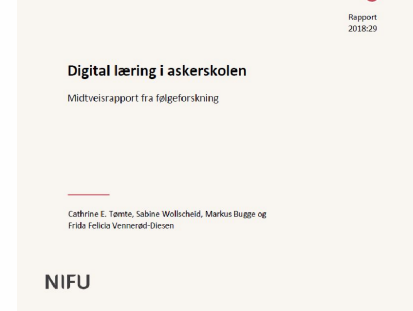 Rapport
2018:29
Digital læring i askerskolen
Midtveisrapport fra følgeforskning
Cathrine E. Tømte, Sabine Wollscheid, Markus Bugge og
Frida Felicia Vennerød-Diesen
NIFU